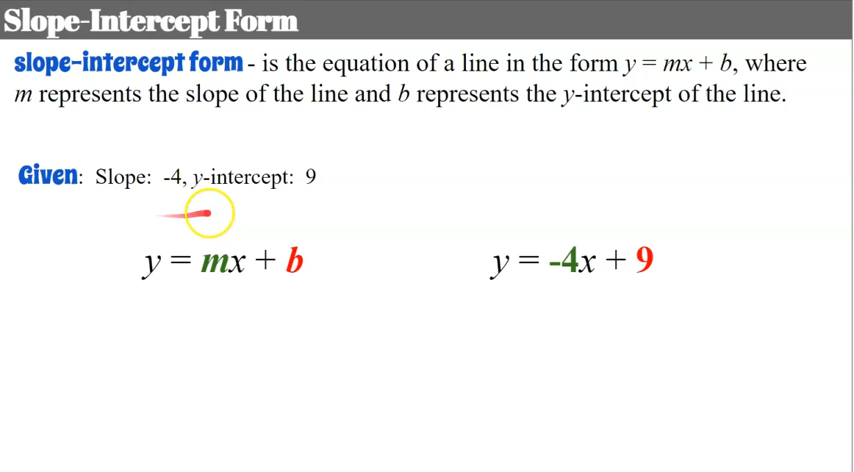 Slope-Intercept Form
slope-intercept form - is the equation of a line in the form y = mx + b, where
m represents the slope of the line and b represents the y-intercept of the line.
Given: Slope: -4, y-intercept: 9
y = mx + b
y = -4x + 9